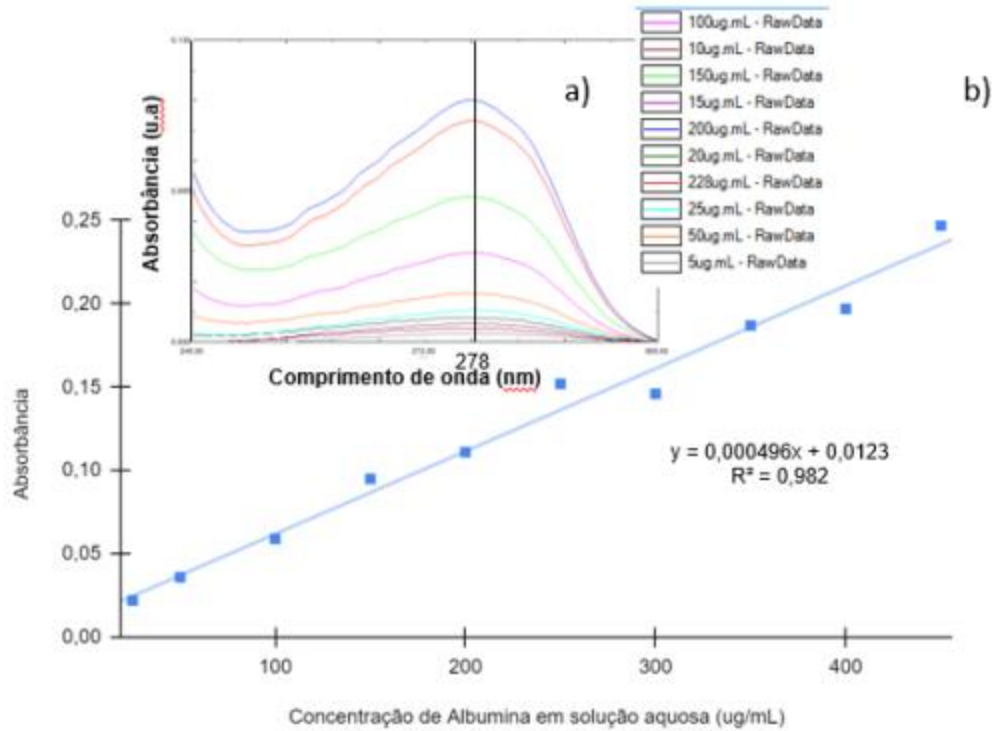 100ug.mL - RawData
10ug.mL - RawData
150ug.mL - RawData
15ug.mL - RawData
200ug.mL - RawData
20ug.mL - RawData
228ug.mL - RawData
25ug.mL - RawData
50ug.mL - RawData
5ug.mL - RawData
a)
b)
Absorbância (u.a)
278
Comprimento de onda (nm)
0,25
0,20
0,15
0,10
0,05
0,00
Absorbância
y = 0,000496x + 0,0123
R² = 0,982
100
200
300
400
Concentração de Albumina em solução aquosa (ug/mL)